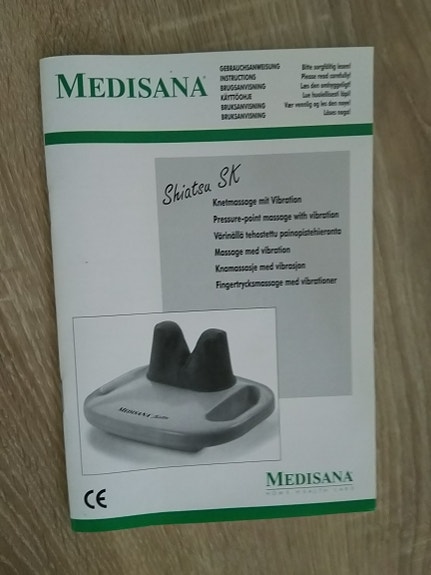 MEDISANA
GEBRAUCHSANWEISUNG
INSTRUCTIONS
BRUGSANVISNING
KÄYTTÖOHJE
BRUKSANVISNING
BRUKSANVISNING
Bitte sorgfältig lesen!
Please read carefully!
Læs den omhyggeligt!
Lue huolellisesti läpi!
Vær vennlig og les den nøye!
Läses noga!
Shiatsu SK
Knetmassage mit Vibration
Pressure-point massage with vibration
Värinällä tehostettu painopistehieronta
Massage med vibration
Knamassasje med vibrasjon
Fingertrycksmassage med vibrationer
MEDISANA
CE
MEDISANA
HOME HEALTH CARE